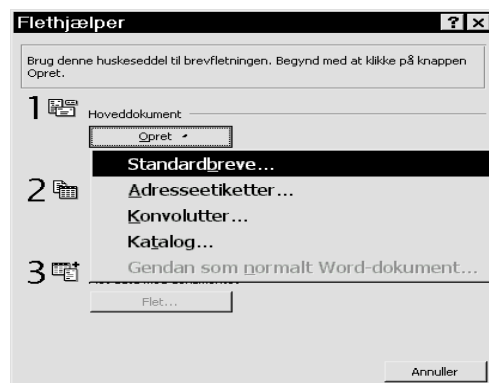 Flethjælper
Brug denne huskeseddel til brevfletningen. Begynd med at klikke på knappen
Opret.
1 Hoveddokument
Opret
Standardbreve...
2 Adresseetiketter...
Konvolutter...
Katalog...
3 Gendan som normalt Word-dokument...
Flet...
Annuller